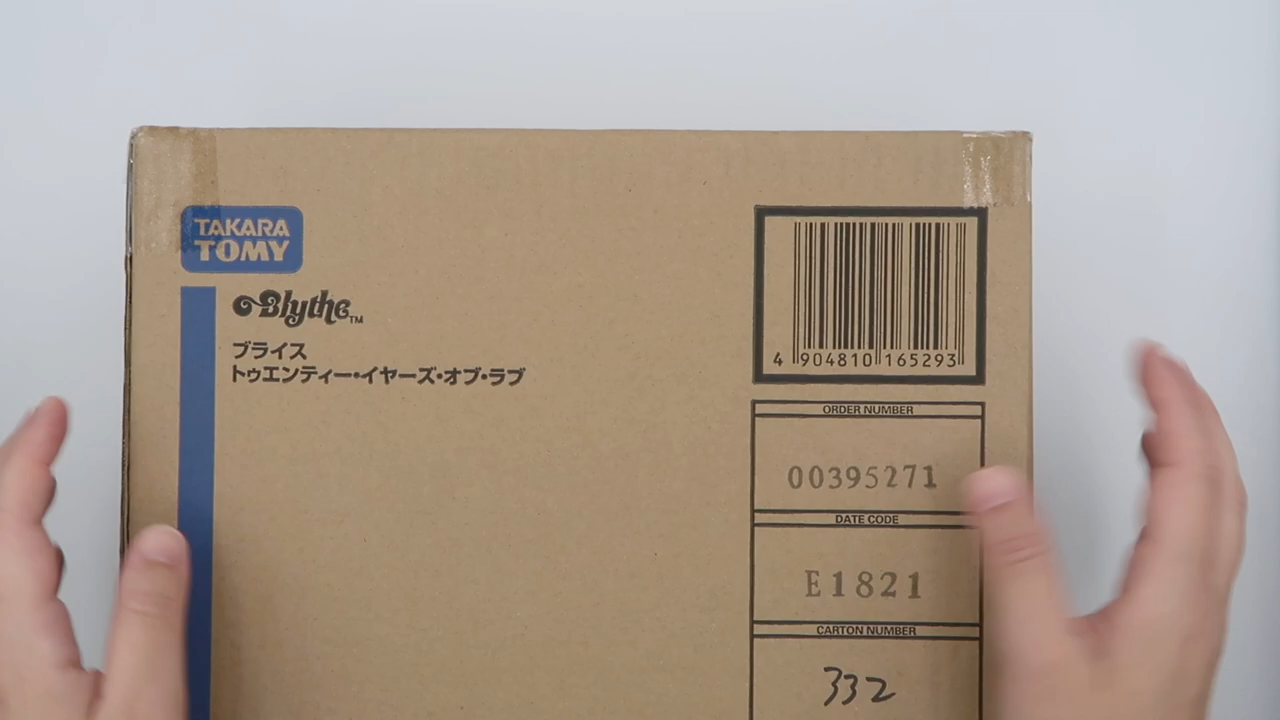 TAKARA
TOMY
Blythe™
ブライス
トゥエンティー・イヤーズ・オブ・ラブ
4 904810 165293
ORDER NUMBER
00395271
DATE CODE
E1821
CARTON NUMBER
332